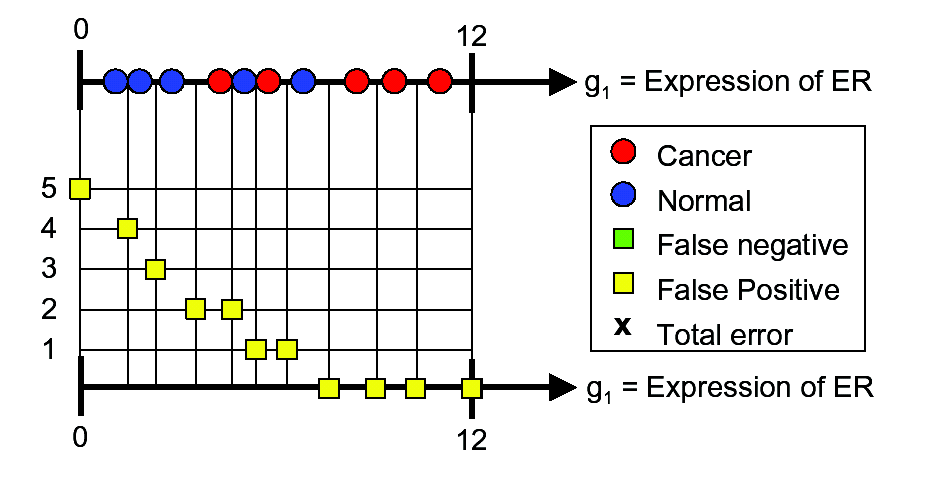 0
12
g₁ = Expression of ER
Cancer
Normal
False negative
False Positive
x Total error
5
4
3
2
1
g₁ = Expression of ER
0
12